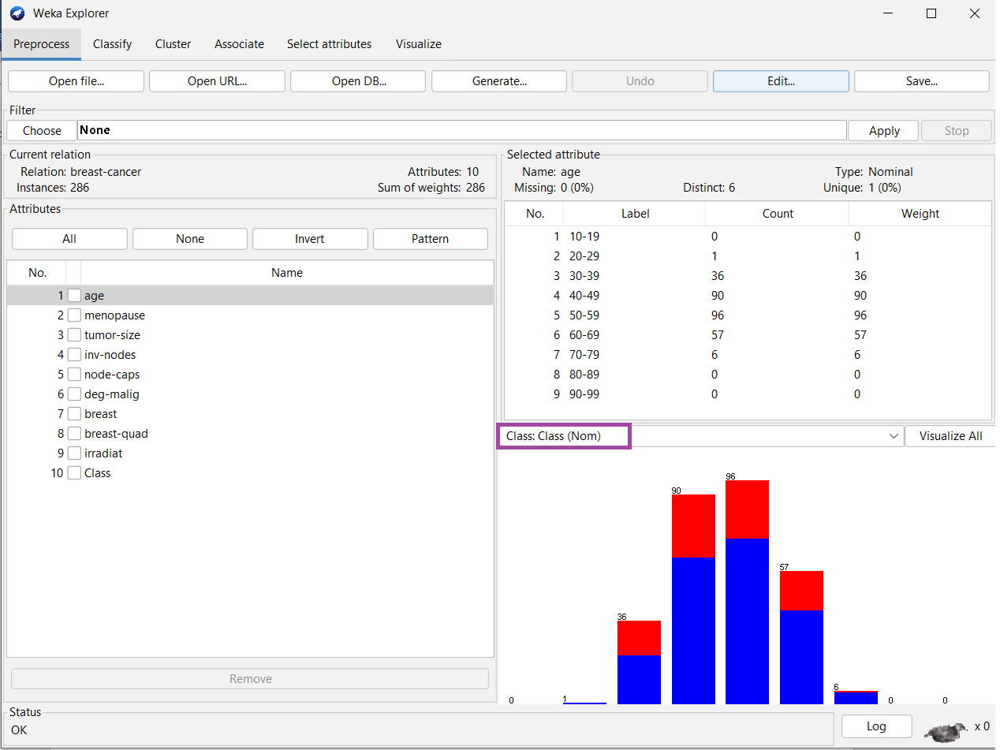 Weka Explorer
Preprocess Classify Cluster Associate Select attributes Visualize
Open file... Open URL... Open DB... Generate... Undo Edit... Save...
Filter
Choose None Apply Stop
Current relation
Relation: breast-cancer Attributes: 10
Instances: 286 Sum of weights: 286
Attributes
All None Invert Pattern
No. Name
1 age
2 menopause
3 tumor-size
4 inv-nodes
5 node-caps
6 deg-malig
7 breast
8 breast-quad
9 irradiat
10 Class
Remove
Selected attribute
Name: age Type: Nominal
Missing: 0 (0%) Distinct: 6 Unique: 1 (0%)
No. Label Count Weight
1 10-19 0 0
2 20-29 1 1
3 30-39 36 36
4 40-49 90 90
5 50-59 96 96
6 60-69 57 57
7 70-79 6 6
8 80-89 0 0
9 90-99 0 0
Class: Class (Nom) Visualize All
0 1 36 90 96 57 6 0 0
Status
OK Log x 0